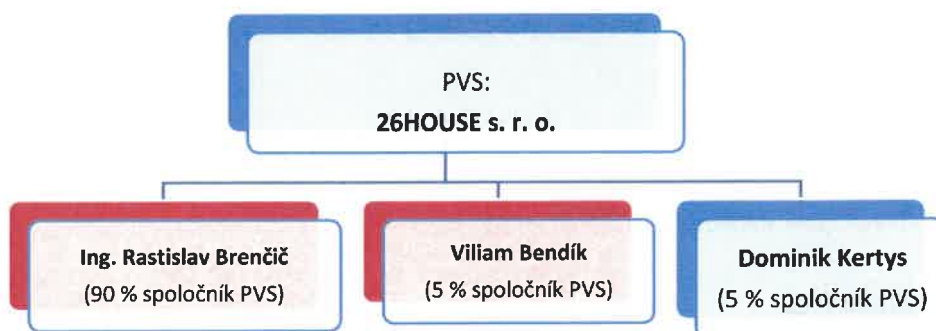 PVS:
26HOUSE s. r. o.
Ing. Rastislav Brenčič
(90 % spoločník PVS)
Viliam Bendík
(5 % spoločník PVS)
Dominik Kertys
(5 % spoločník PVS)